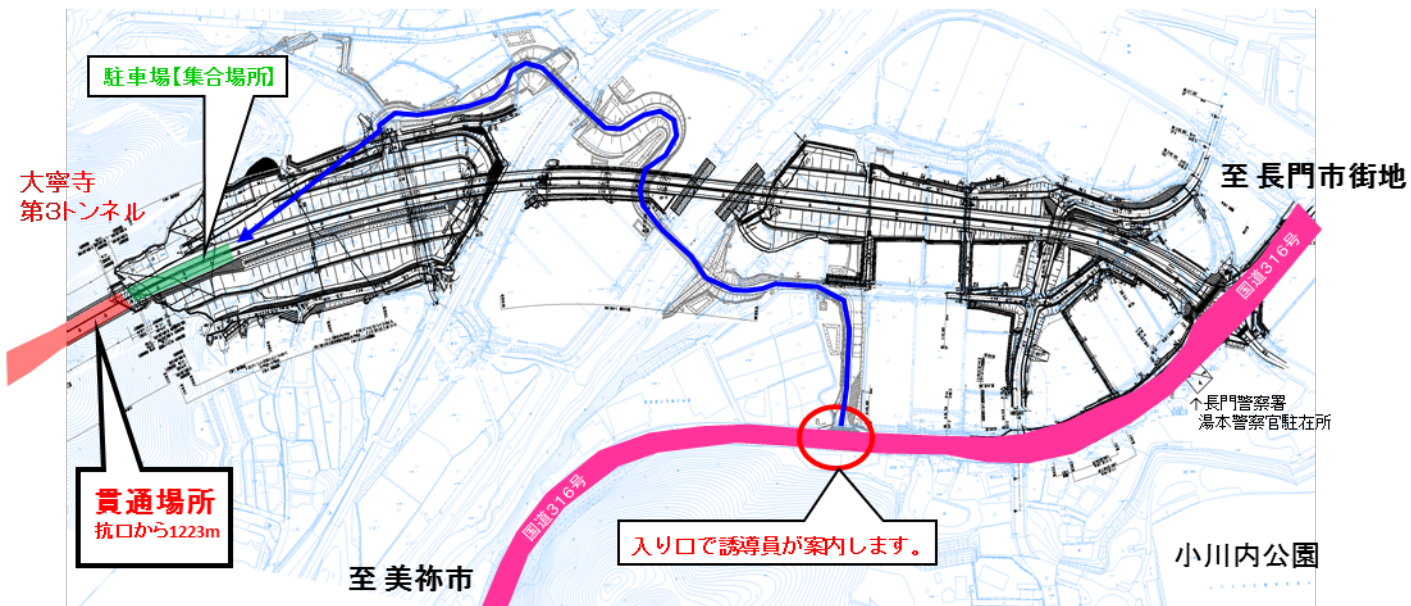 駐車場【集合場所】
大寧寺
第3トンネル
至 長門市街地
国道316号
↑長門警察署
湯本警察官駐在所
貫通場所
抗口から1223m
国道316号
入り口で誘導員が案内します。
至 美祢市
小川内公園